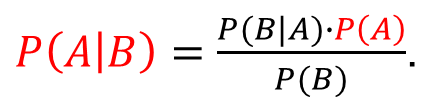 P(A|B) = P(B|A)·P(A) / P(B).